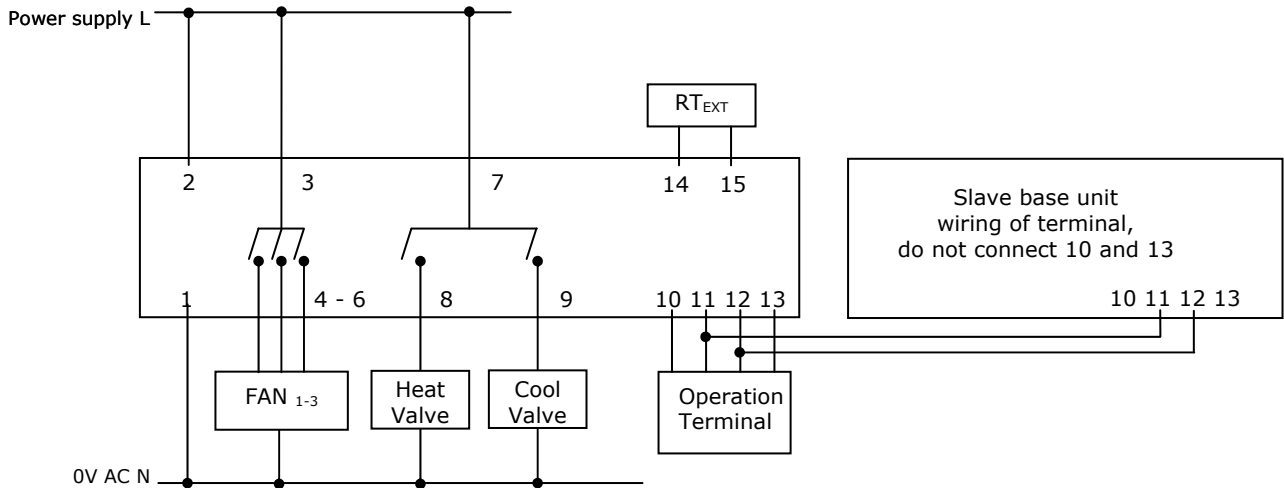 Power supply L
RT EXT
2 3 7 14 15
Slave base unit
wiring of terminal,
do not connect 10 and 13
1 4 - 6 8 9 10 11 12 13
10 11 12 13
FAN 1-3
Heat
Valve
Cool
Valve
Operation
Terminal
0V AC N